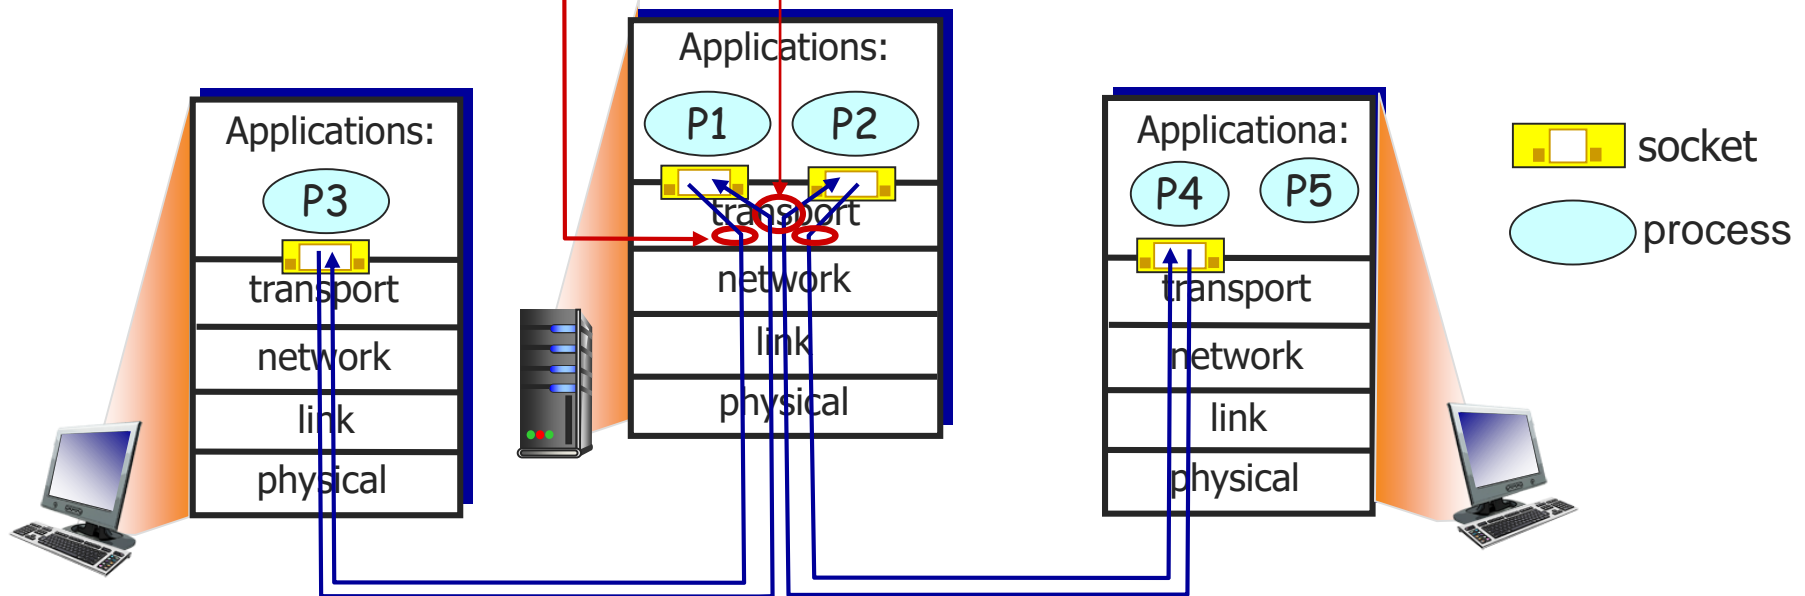 Applications:
P3
transport
network
link
physical
Applications:
P1 P2
transport
network
link
physical
Applicationa:
P4 P5
transport
network
link
physical
socket
process